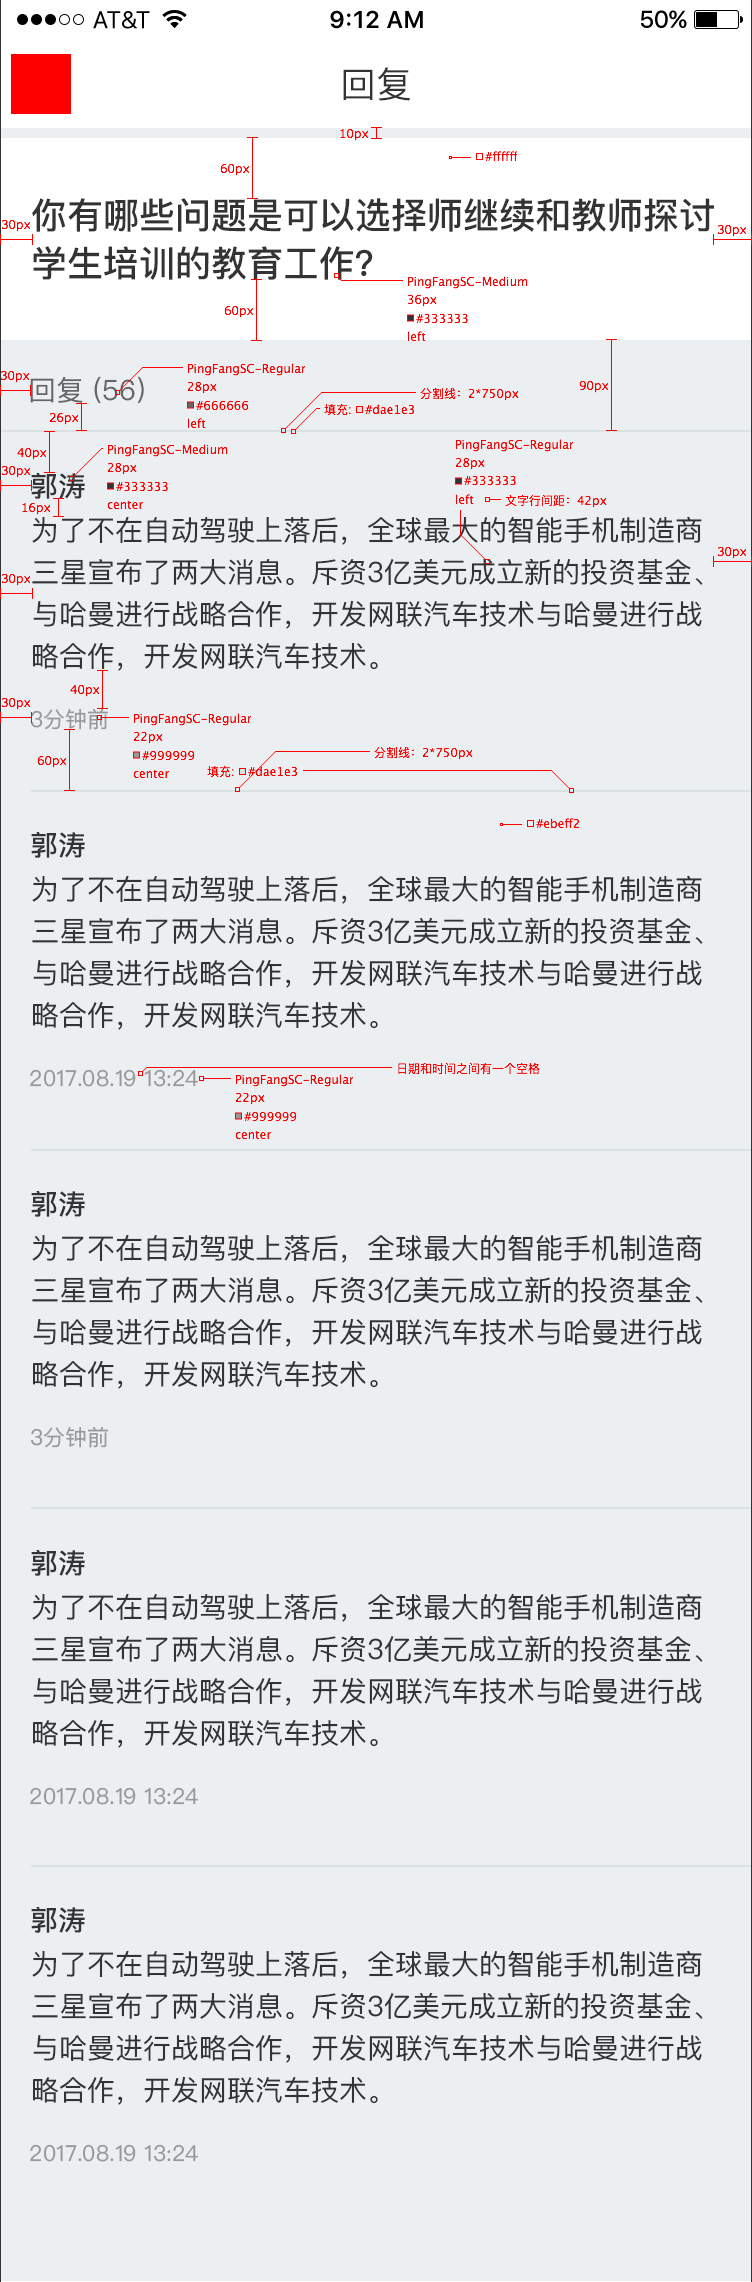 AT&T 9:12 AM 50%
回复
10px
60px
#ffffff
30px
你有哪些问题是可以选择师继续和教师探讨
30px
学生培训的教育工作?
60px
PingFangSC-Medium
36px
#333333
left
30px
回复 (56)
26px
PingFangSC-Regular
28px
#666666
left
分割线：2*750px
填充: #dae1e3
90px
40px
30px
PingFangSC-Medium
28px
#333333
center
PingFangSC-Regular
28px
#333333
left
文字行间距：42px
郭涛
16px
为了不在自动驾驶上落后，全球最大的智能手机制造商
三星宣布了两大消息。斥资3亿美元成立新的投资基金、
30px
30px
与哈曼进行战略合作，开发网联汽车技术与哈曼进行战
略合作，开发网联汽车技术。
40px
30px
3分钟前
PingFangSC-Regular
22px
#999999
center
60px
分割线：2*750px
填充: #dae1e3
#ebeff2
郭涛
为了不在自动驾驶上落后，全球最大的智能手机制造商
三星宣布了两大消息。斥资3亿美元成立新的投资基金、
与哈曼进行战略合作，开发网联汽车技术与哈曼进行战
略合作，开发网联汽车技术。
2017.08.19 13:24
日期和时间之间有一个空格
PingFangSC-Regular
22px
#999999
center
郭涛
为了不在自动驾驶上落后，全球最大的智能手机制造商
三星宣布了两大消息。斥资3亿美元成立新的投资基金、
与哈曼进行战略合作，开发网联汽车技术与哈曼进行战
略合作，开发网联汽车技术。
3分钟前
郭涛
为了不在自动驾驶上落后，全球最大的智能手机制造商
三星宣布了两大消息。斥资3亿美元成立新的投资基金、
与哈曼进行战略合作，开发网联汽车技术与哈曼进行战
略合作，开发网联汽车技术。
2017.08.19 13:24
郭涛
为了不在自动驾驶上落后，全球最大的智能手机制造商
三星宣布了两大消息。斥资3亿美元成立新的投资基金、
与哈曼进行战略合作，开发网联汽车技术与哈曼进行战
略合作，开发网联汽车技术。
2017.08.19 13:24